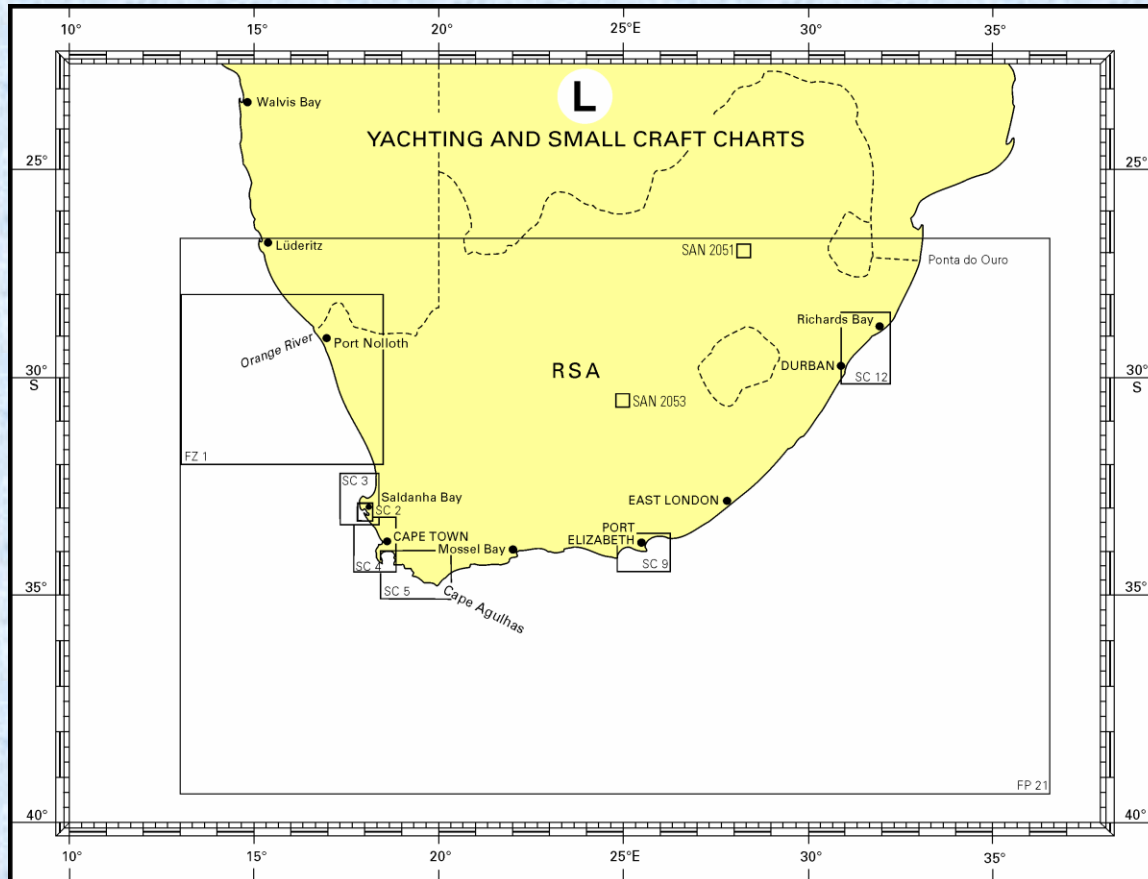 10° 15° 20° 25°E 30° 35°
L
YACHTING AND SMALL CRAFT CHARTS
Walvis Bay
25° 25°
Lüderitz
SAN 2051
Ponta do Ouro
Orange River
Port Nolloth
Richards Bay
DURBAN
SC 12
RSA
30°
S
30°
S
SAN 2053
FZ 1
SC 3
Saldanha Bay
SC 2
EAST LONDON
CAPE TOWN
Mossel Bay
PORT
ELIZABETH
SC 4
SC 9
SC 5
Cape Agulhas
35° 35°
FP 21
40° 40°
10° 15° 20° 25°E 30° 35°